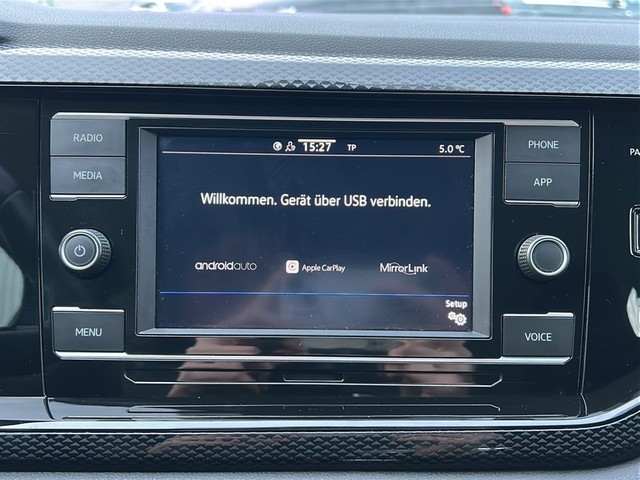 RADIO
MEDIA
MENU
15:27 TP 5.0 °C
Willkommen. Gerät über USB verbinden.
androidauto Apple CarPlay MirrorLink
Setup
PHONE
APP
VOICE